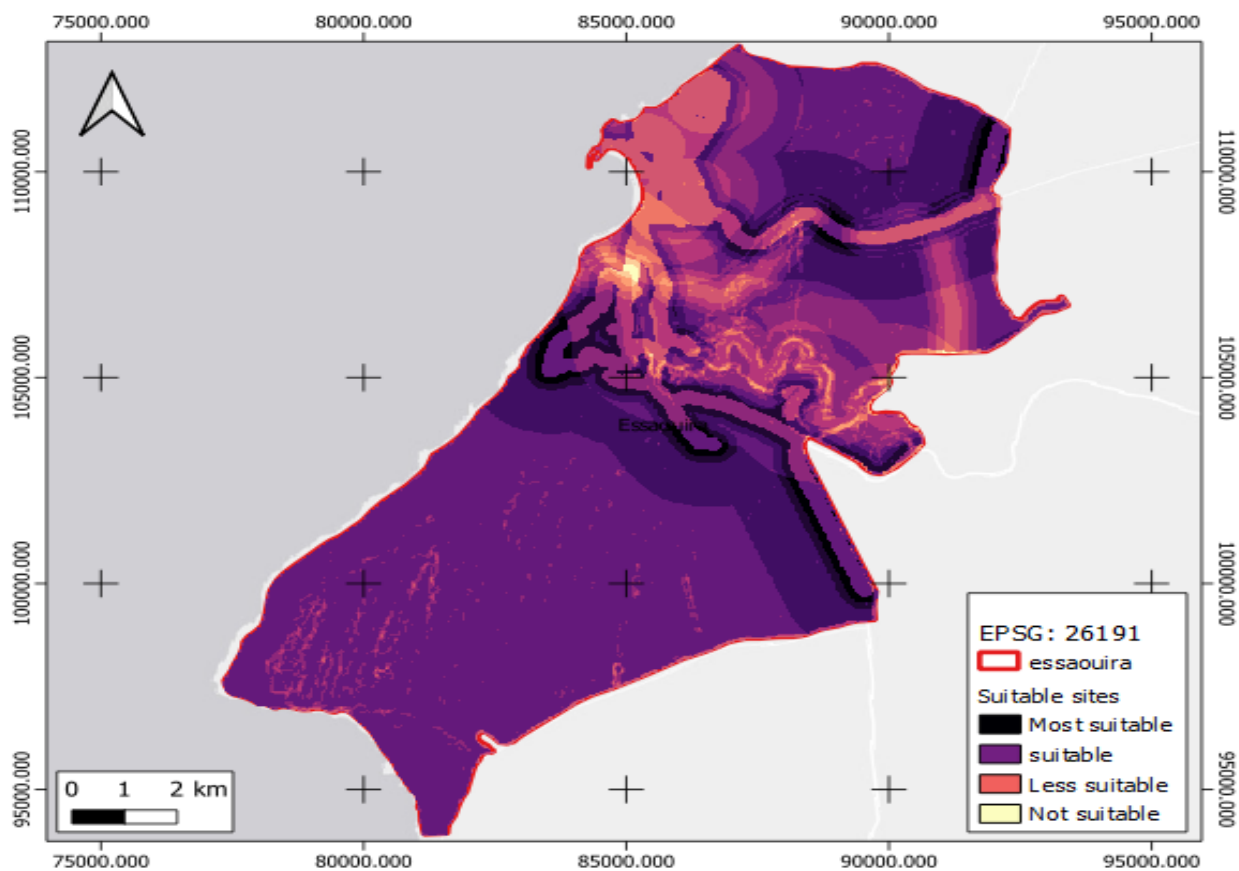 75000.000 80000.000 85000.000 90000.000 95000.000
110000.000 110000.000
105000.000 105000.000
Essaouira
100000.000 100000.000
EPSG: 26191
essaouira
Suitable sites
Most suitable
suitable
Less suitable
Not suitable
95000.000 95000.000
0 1 2 km
75000.000 80000.000 85000.000 90000.000 95000.000